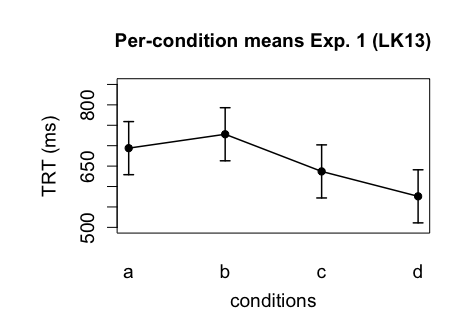 Per-condition means Exp. 1 (LK13)
TRT (ms)
800
650
500
a b c d
conditions